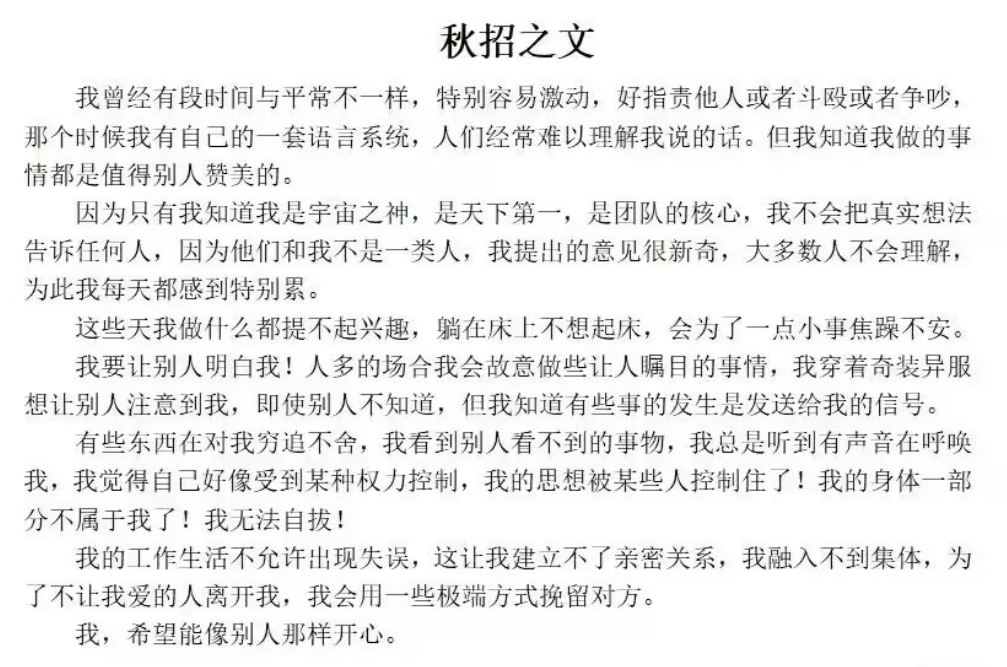 秋招之文
我曾经有段时间与平常不一样，特别容易激动，好指责他人或者斗殴或者争吵，
那个时候我有自己的一套语言系统，人们经常难以理解我说的话。但我知道我做的事
情都是值得别人赞美的。
因为只有我知道我是宇宙之神，是天下第一，是团队的核心，我不会把真实想法
告诉任何人，因为他们和我不是一类人，我提出的意见很新奇，大多数人不会理解，
为此我每天都感到特别累。
这些天我做什么都提不起兴趣，躺在床上不想起床，会为了一点小事焦躁不安。
我要让别人明白我！人多的场合我会故意做些让人瞩目的事情，我穿着奇装异服
想让别人注意到我，即使别人不知道，但我知道有些事的发生是发送给我的信号。
有些东西在对我穷追不舍，我看到别人看不到的事物，我总是听到有声音在呼唤
我，我觉得自己好像受到某种权力控制，我的思想被某些人控制住了！我的身体一部
分不属于我了！我无法自拔！
我的工作生活不允许出现失误，这让我建立不了亲密关系，我融入不到集体，为
了不让我爱的人离开我，我会用一些极端方式挽留对方。
我，希望能像别人那样开心。